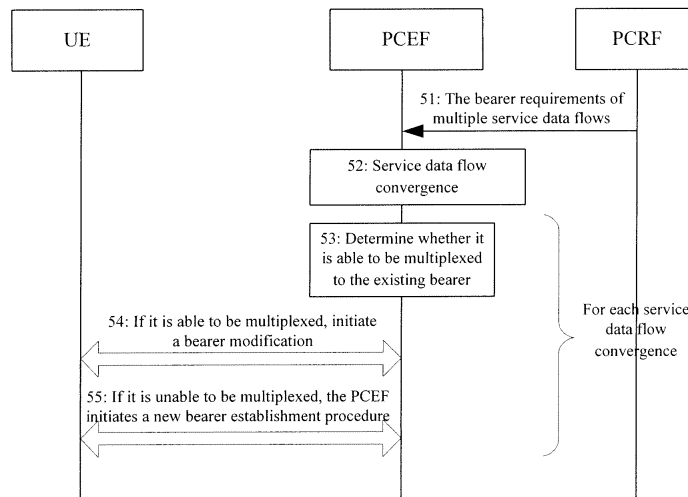 UE
PCEF
PCRF
51: The bearer requirements of
multiple service data flows
52: Service data flow
convergence
53: Determine whether it
is able to be multiplexed
to the existing bearer
54: If it is able to be multiplexed, initiate
a bearer modification
For each service
data flow
convergence
55: If it is unable to be multiplexed, the PCEF
initiates a new bearer establishment procedure